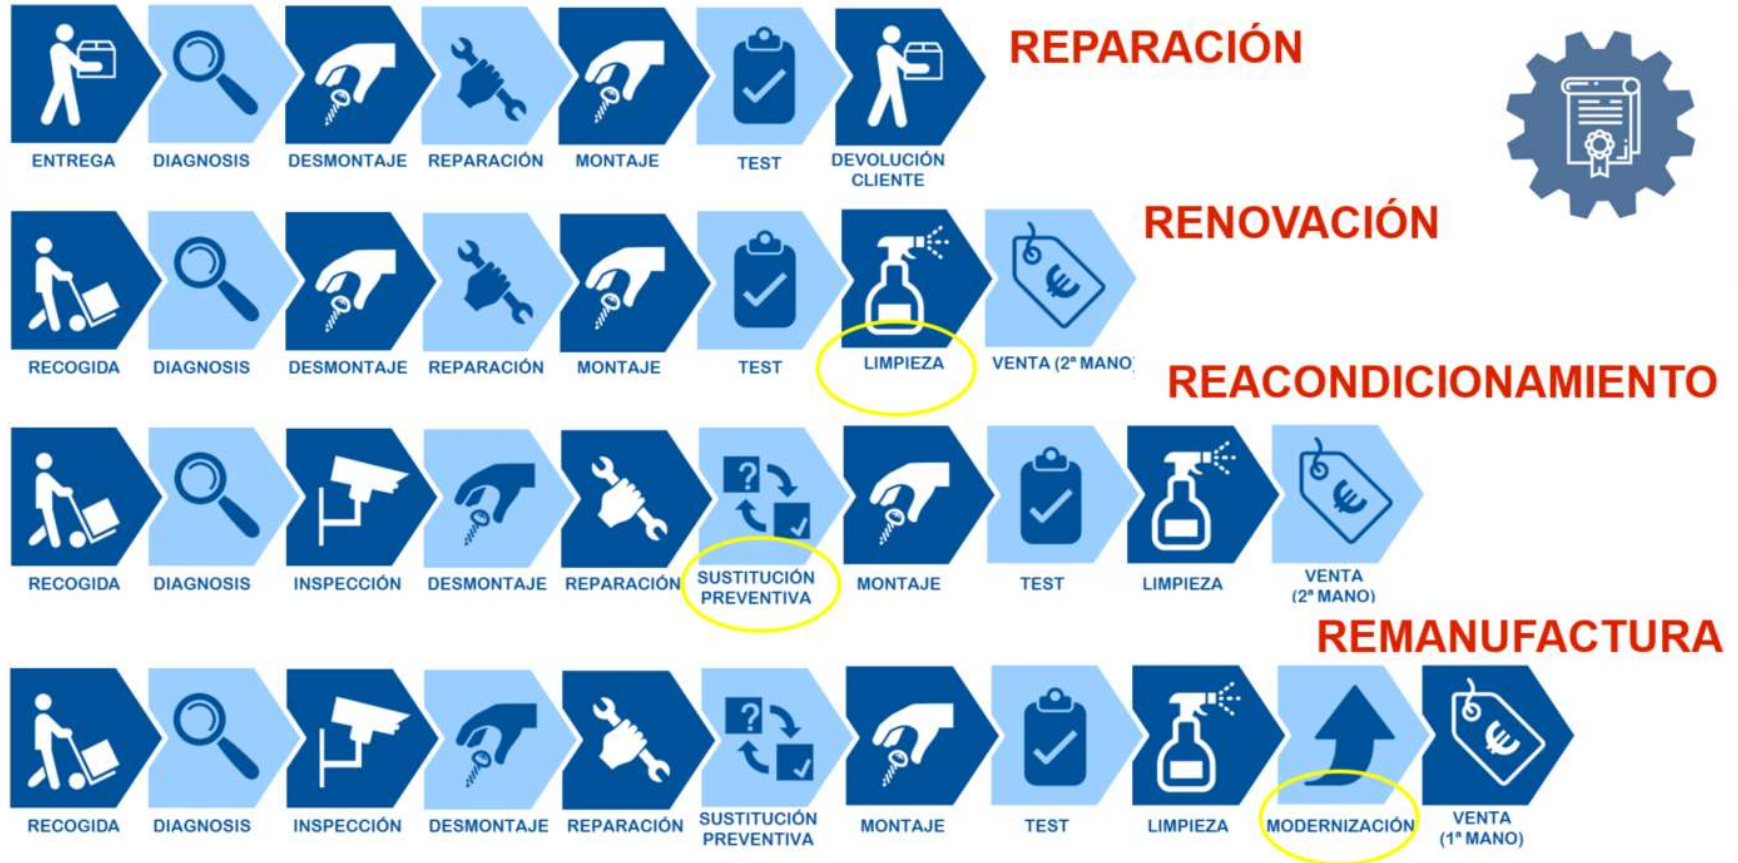 REPARACIÓN
ENTREGA
DIAGNOSIS
DESMONTAJE
REPARACIÓN
MONTAJE
TEST
DEVOLUCIÓN
CLIENTE
RENOVACIÓN
RECOGIDA
DIAGNOSIS
DESMONTAJE
REPARACIÓN
MONTAJE
TEST
LIMPIEZA
€
VENTA (2ª MANO)
REACONDICIONAMIENTO
RECOGIDA
DIAGNOSIS
INSPECCIÓN
DESMONTAJE
REPARACIÓN
?
SUSTITUCIÓN
PREVENTIVA
MONTAJE
TEST
LIMPIEZA
€
VENTA
(2ª MANO)
REMANUFACTURA
RECOGIDA
DIAGNOSIS
INSPECCIÓN
DESMONTAJE
REPARACIÓN
?
SUSTITUCIÓN
PREVENTIVA
MONTAJE
TEST
LIMPIEZA
MODERNIZACIÓN
€
VENTA
(1ª MANO)